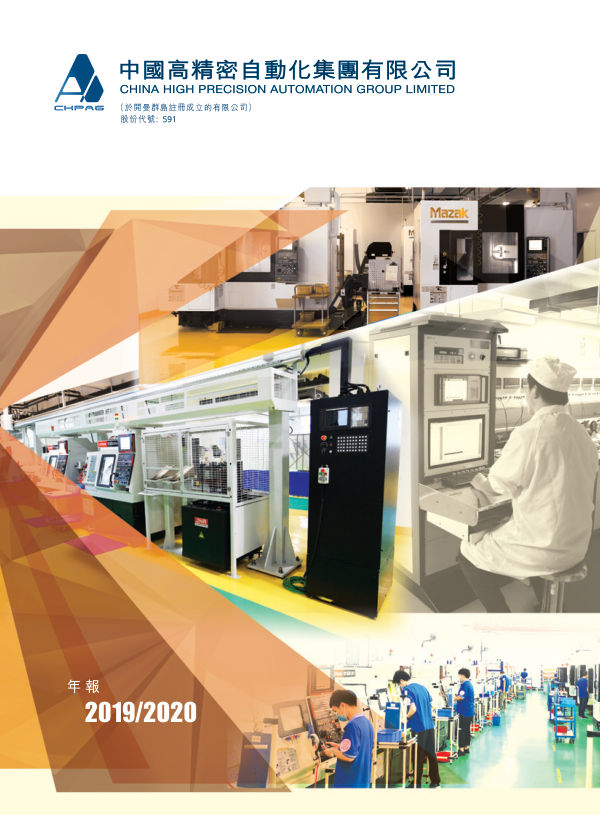 中國高精密自動化集團有限公司
CHINA HIGH PRECISION AUTOMATION GROUP LIMITED
CHPAG
（於開曼群島註冊成立的有限公司）
股份代號: 591
Mazak
年報
2019/2020